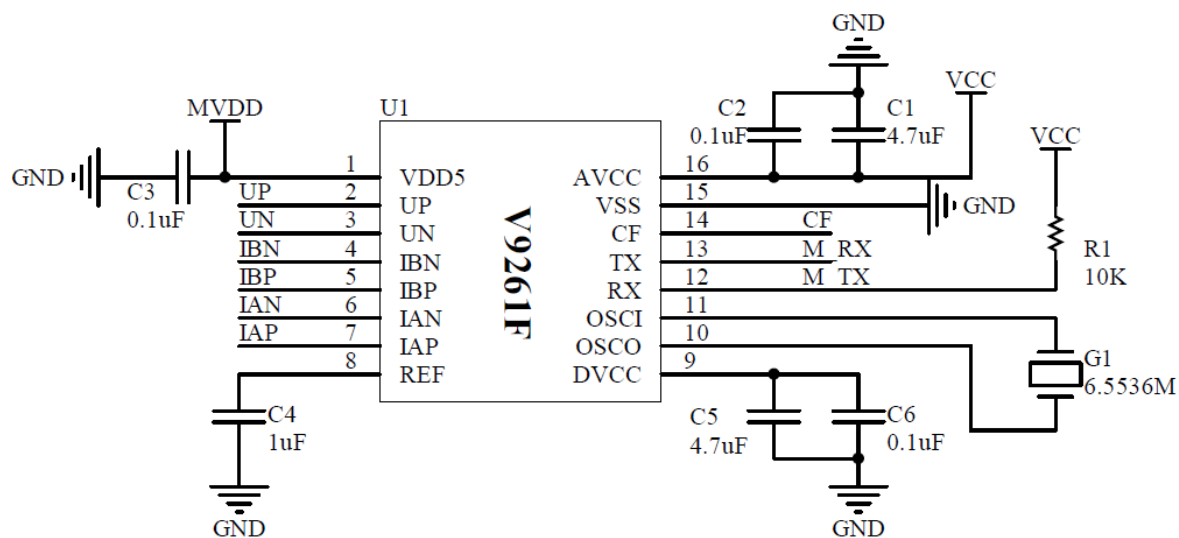 GND
VCC
MVDD
U1
C2
0.1uF
C1
4.7uF
VCC
GND
C3
0.1uF
1
VDD5
AVCC
16
UP
2
UP
VSS
15
GND
UN
3
UN
CF
14
CF
IBN
4
IBN
TX
13
M_RX
IBP
5
IBP
RX
12
M_TX
R1
10K
IAN
6
IAN
OSCI
11
IAP
7
IAP
OSCO
10
8
REF
DVCC
9
V9261F
G1
6.5536M
C4
1uF
C5
4.7uF
C6
0.1uF
GND
GND